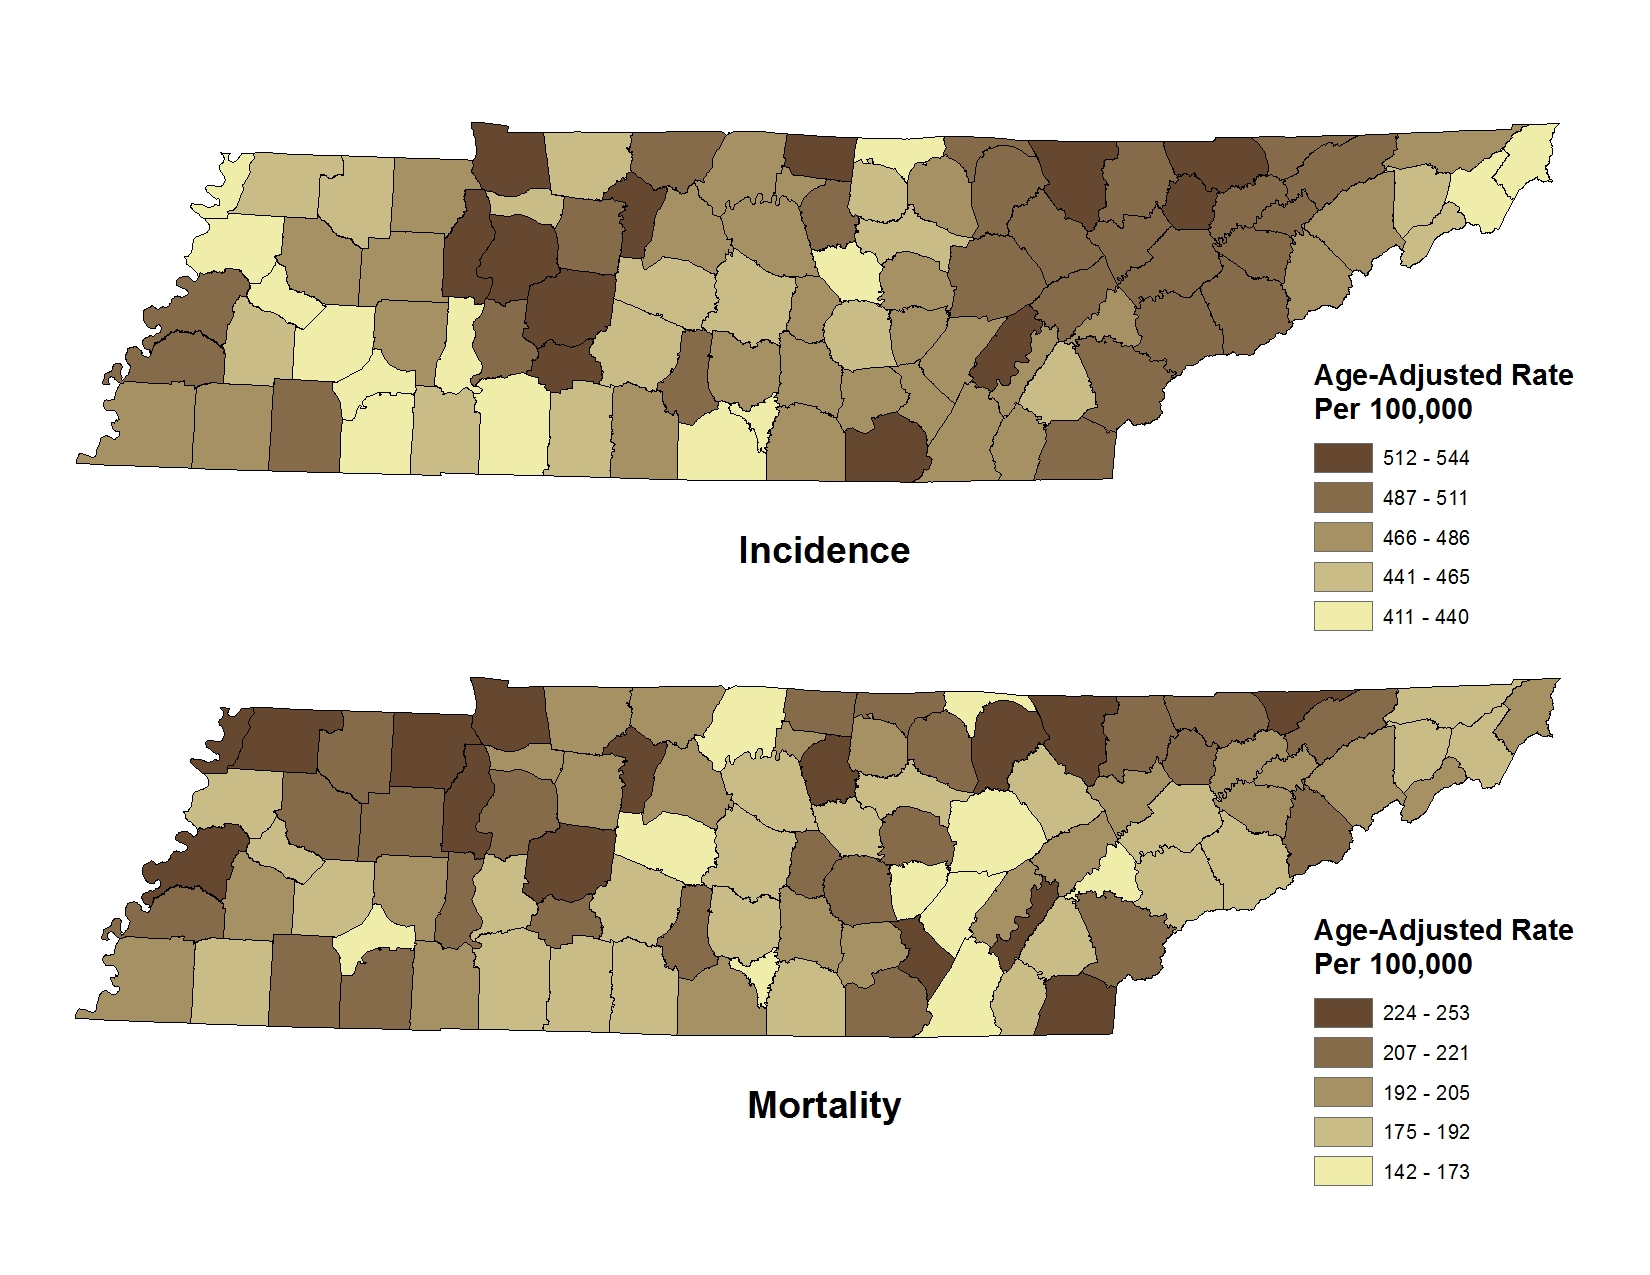 Age-Adjusted Rate
Per 100,000
512 - 544
487 - 511
466 - 486
441 - 465
411 - 440
Incidence
Age-Adjusted Rate
Per 100,000
224 - 253
207 - 221
192 - 205
175 - 192
142 - 173
Mortality